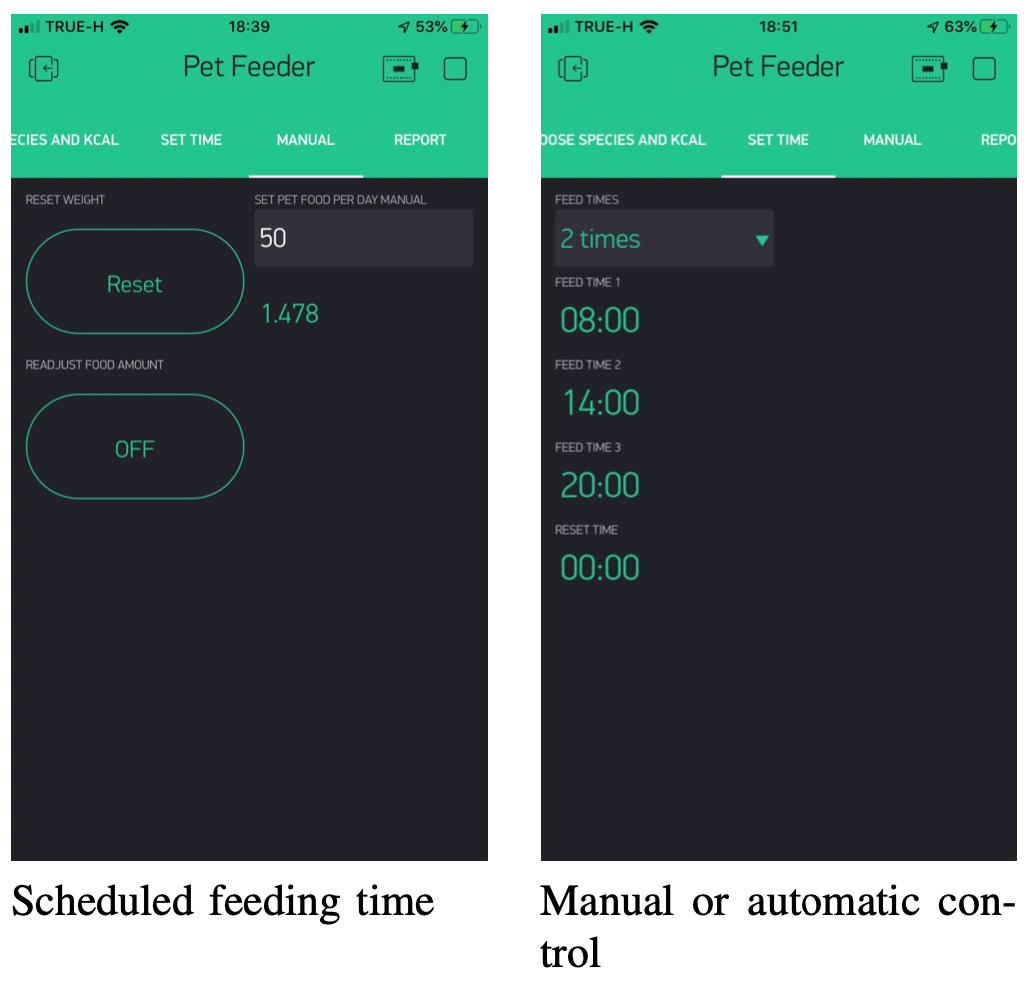 TRUE-H 18:39 53%
Pet Feeder
ECIES AND KCAL SET TIME MANUAL REPORT
RESET WEIGHT SET PET FOOD PER DAY MANUAL
50
Reset
1.478
READJUST FOOD AMOUNT
OFF
Scheduled feeding time
TRUE-H 18:51 63%
Pet Feeder
OOSE SPECIES AND KCAL SET TIME MANUAL REPO
FEED TIMES
2 times
FEED TIME 1
08:00
FEED TIME 2
14:00
FEED TIME 3
20:00
RESET TIME
00:00
Manual or automatic con-
trol